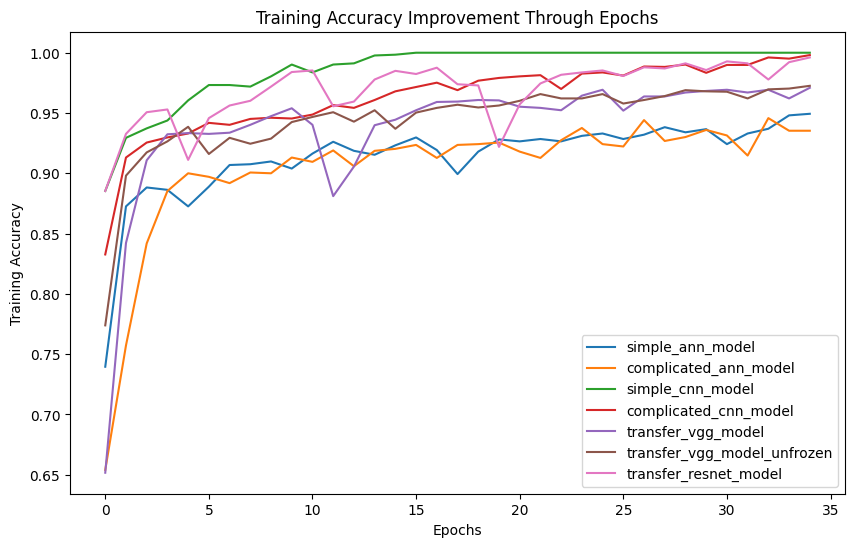 Training Accuracy Improvement Through Epochs
Training Accuracy
1.00
0.95
0.90
0.85
0.80
0.75
0.70
0.65
simple_ann_model
complicated_ann_model
simple_cnn_model
complicated_cnn_model
transfer_vgg_model
transfer_vgg_model_unfrozen
transfer_resnet_model
0 5 10 15 20 25 30 35
Epochs